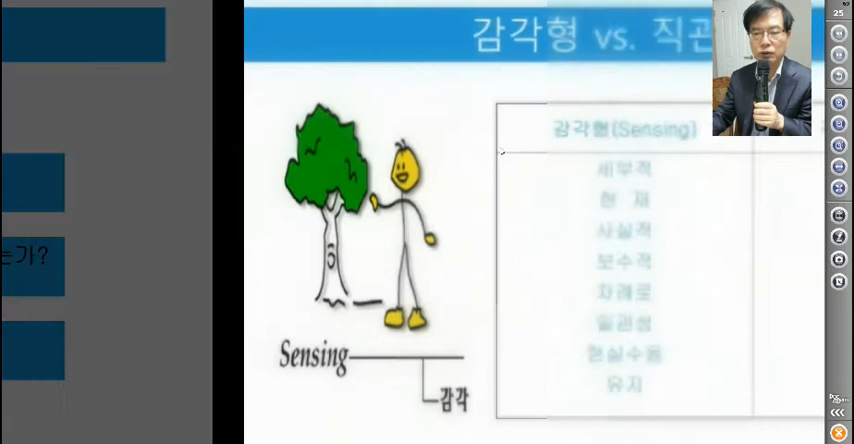 감각형 vs. 직관
25
는가?
감각형(Sensing)
세부적
현 재
사실적
보수적
차례로
일관성
현실수용
유지
Sensing
감각